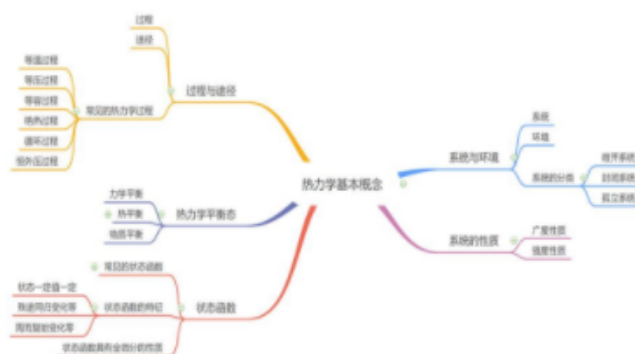 过程
途径
过程与途径
等温过程
等压过程
等容过程
绝热过程
循环过程
恒外压过程
常见的热力学过程
热力学基本概念
系统与环境
系统
环境
系统的分类
敞开系统
封闭系统
孤立系统
系统的性质
广度性质
强度性质
力学平衡
热平衡
物质平衡
热力学平衡态
常见的状态函数
状态函数
状态一定值一定
殊途同归变化等
周而复始变化零
状态函数的特征
状态函数具有全微分的性质